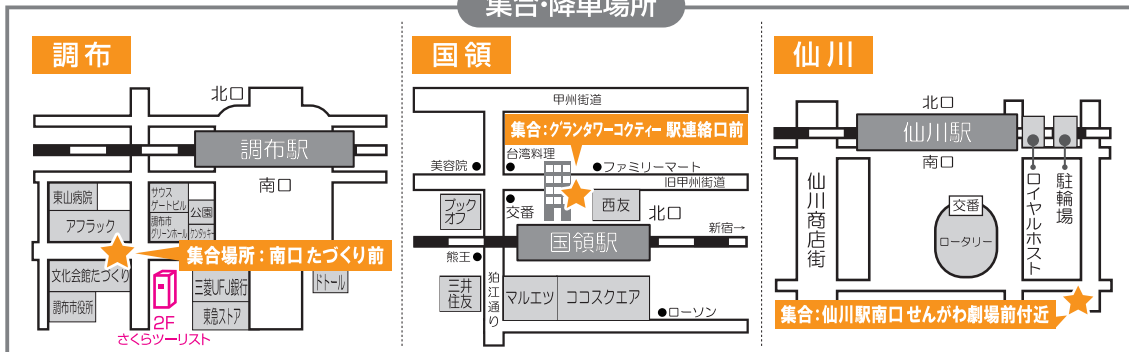 集合・降車場所
調布
北口
調布駅
南口
東山病院
アフラック
サウス
ゲートビル
調布市
グリーンホール
公園
ケンタッキー
集合場所：南口 たづくり前
文化会館たづくり
調布市役所
2F
さくらツーリスト
三菱UFJ銀行
東急ストア
ドトール
国領
甲州街道
集合：グランタワーコクティー 駅連絡口前
美容院
台湾料理
ファミリーマート
旧甲州街道
ブック
オフ
交番
西友
北口
新宿→
国領駅
熊王
三井
住友
狛江通り
マルエツ
ココスクエア
ローソン
仙川
北口
仙川駅
南口
仙川商店街
交番
ロータリー
ロイヤルホスト
駐輪場
集合：仙川駅南口 せんがわ劇場前付近